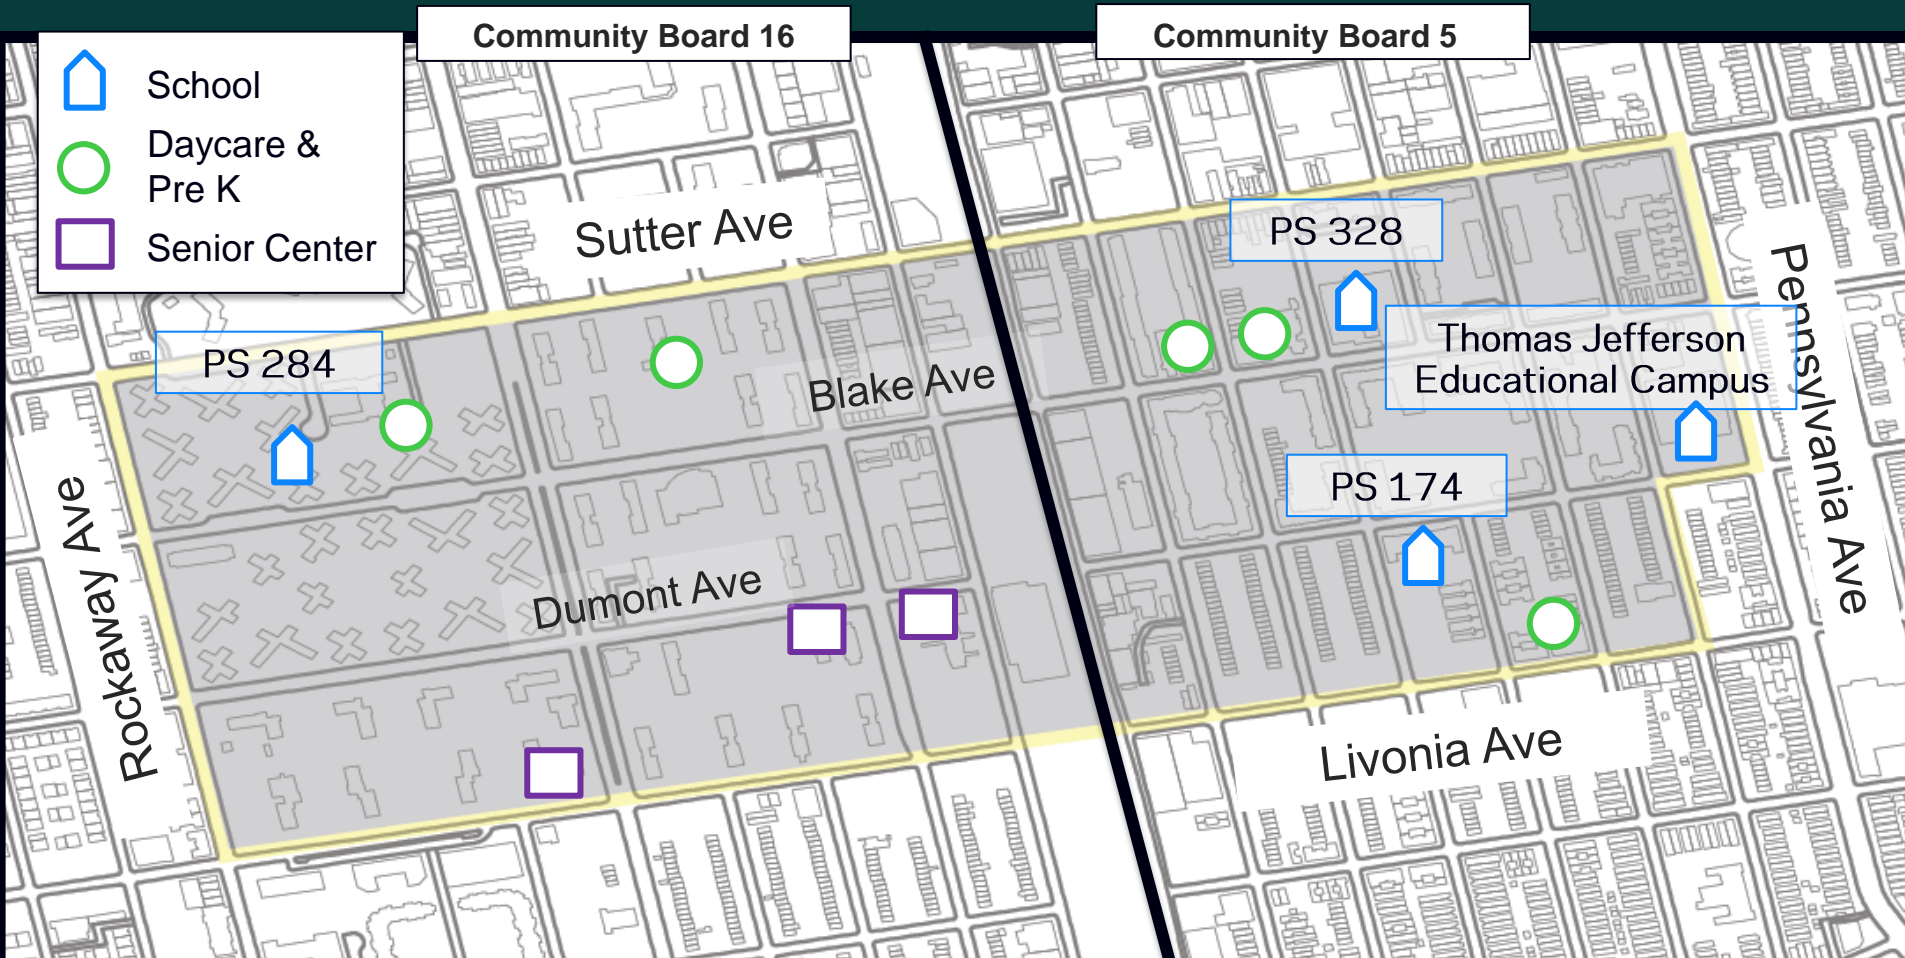 Community Board 16
Community Board 5
School
Daycare &
Pre K
Senior Center
Sutter Ave
PS 328
PS 284
Thomas Jefferson
Educational Campus
Blake Ave
PS 174
Pennsylvania Ave
Rockaway Ave
Dumont Ave
Livonia Ave